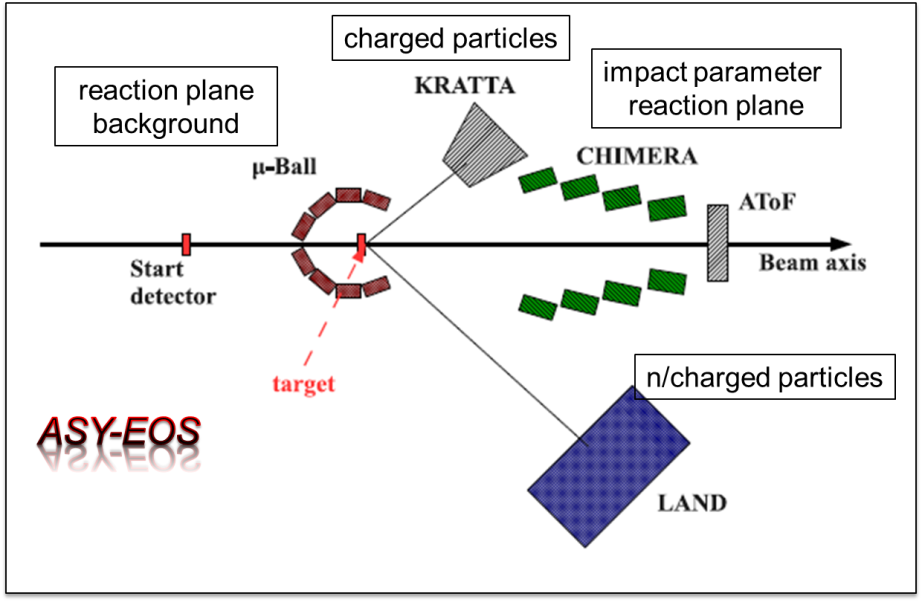 charged particles
KRATTA
impact parameter
reaction plane
reaction plane
background
μ-Ball
CHIMERA
AToF
Start
detector
Beam axis
target
n/charged particles
ASY-EOS
LAND